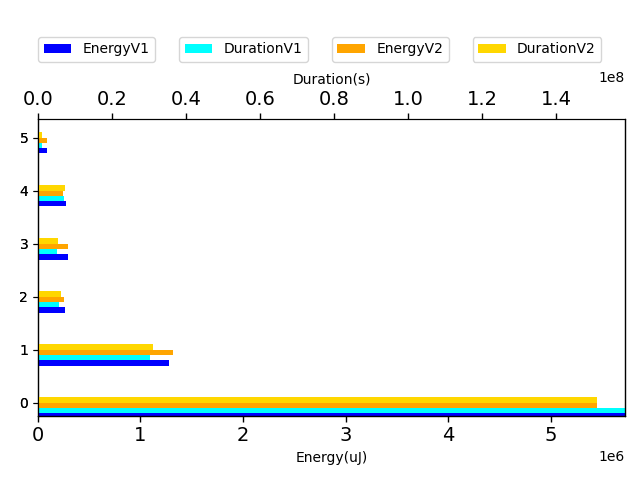 EnergyV1 DurationV1 EnergyV2 DurationV2
Duration(s)
1e8
0.0 0.2 0.4 0.6 0.8 1.0 1.2 1.4
5
4
3
2
1
0
0 1 2 3 4 5
Energy(uJ)
1e6